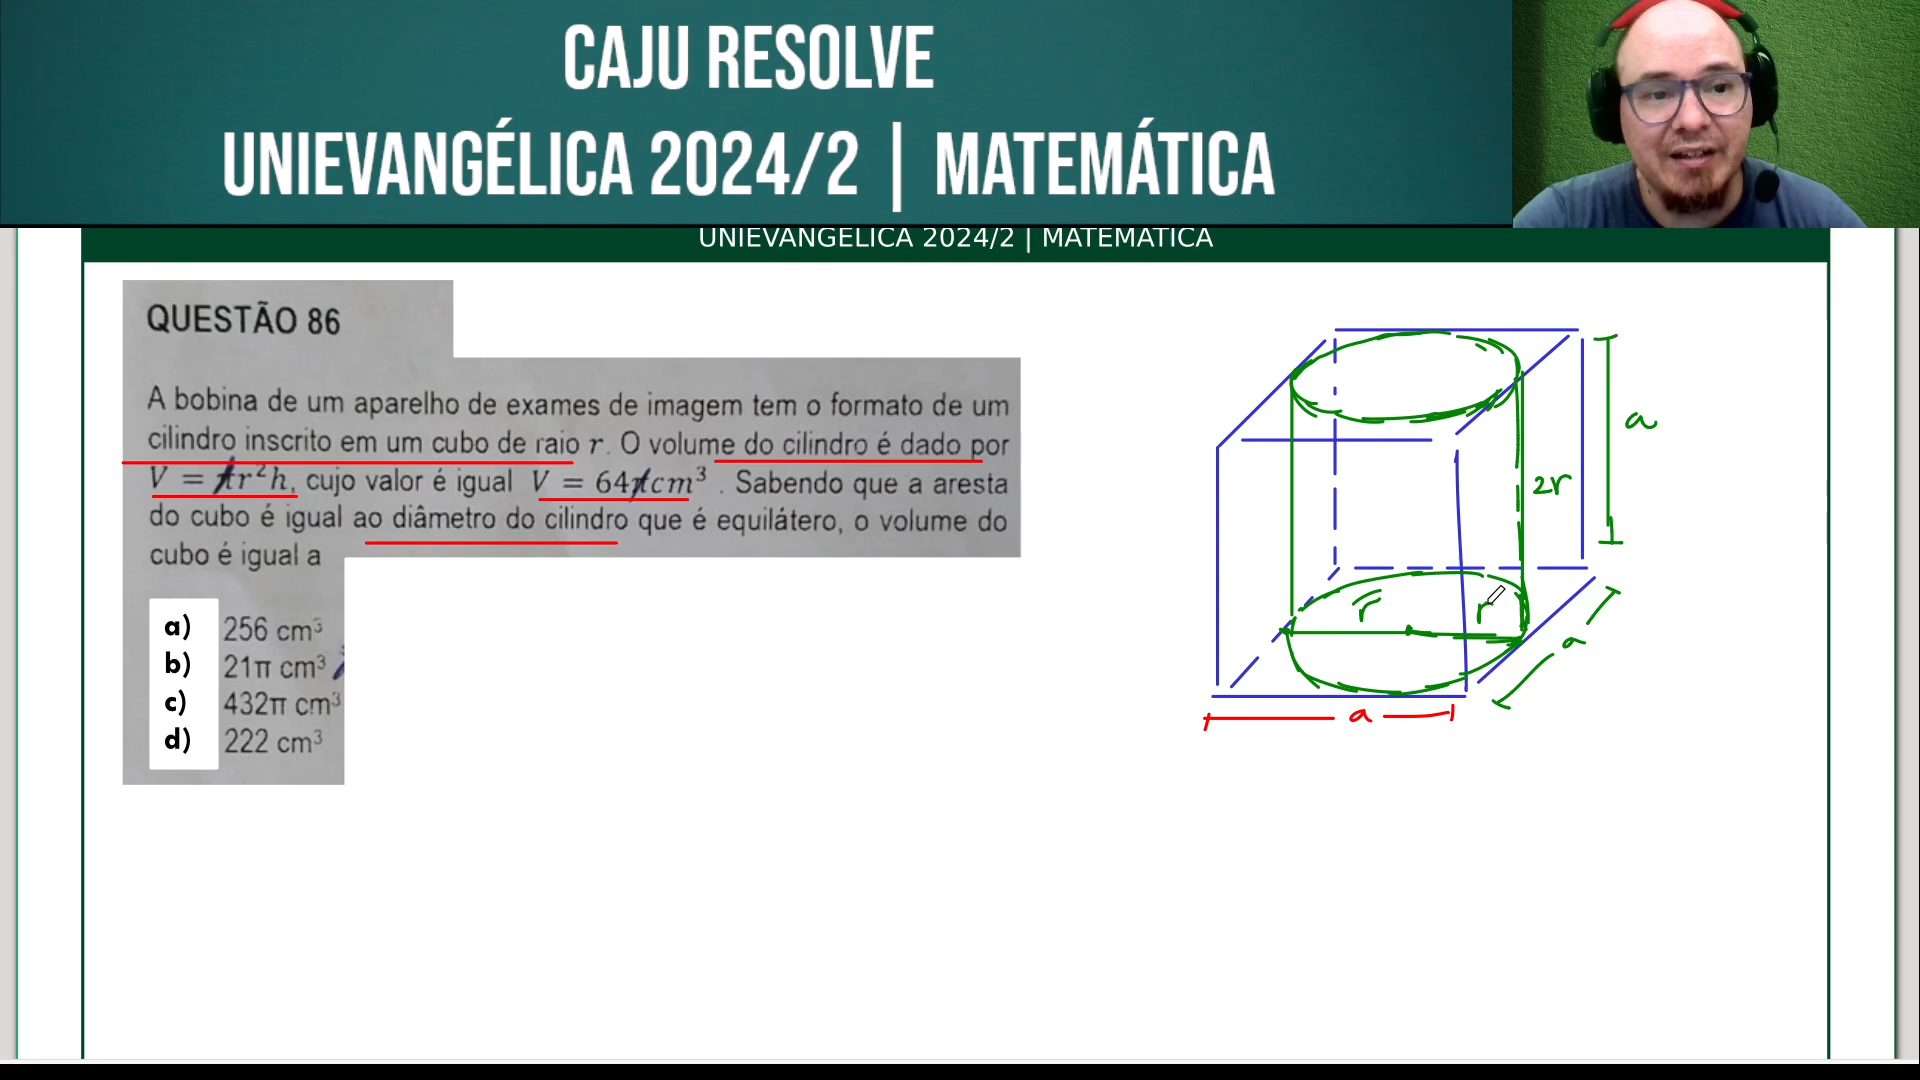 CAJU RESOLVE
UNIEVANGÉLICA 2024/2 | MATEMÁTICA
UNIEVANGÉLICA 2024/2 | MATEMÁTICA
QUESTÃO 86
A bobina de um aparelho de exames de imagem tem o formato de um
cilindro inscrito em um cubo de raio r. O volume do cilindro é dado por
V = πr²h, cujo valor é igual V = 64πcm³ . Sabendo que a aresta
do cubo é igual ao diâmetro do cilindro que é equilátero, o volume do
cubo é igual a
a) 256 cm³
b) 21π cm³
c) 432π cm³
d) 222 cm³
a
2r
r r
a
a